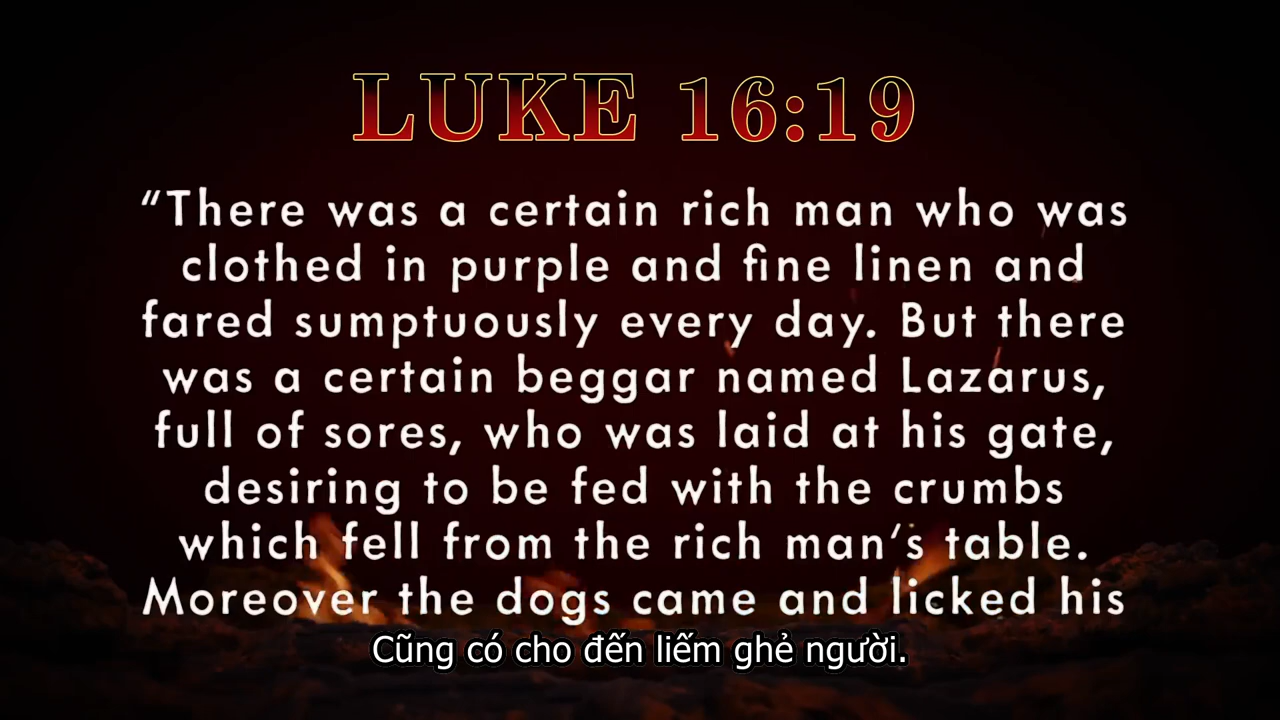 LUKE 16:19
“There was a certain rich man who was
clothed in purple and fine linen and
fared sumptuously every day. But there
was a certain beggar named Lazarus,
full of sores, who was laid at his gate,
desiring to be fed with the crumbs
which fell from the rich man‘s table.
Moreover the dogs came and licked his
Cũng có cho đến liếm ghẻ người.